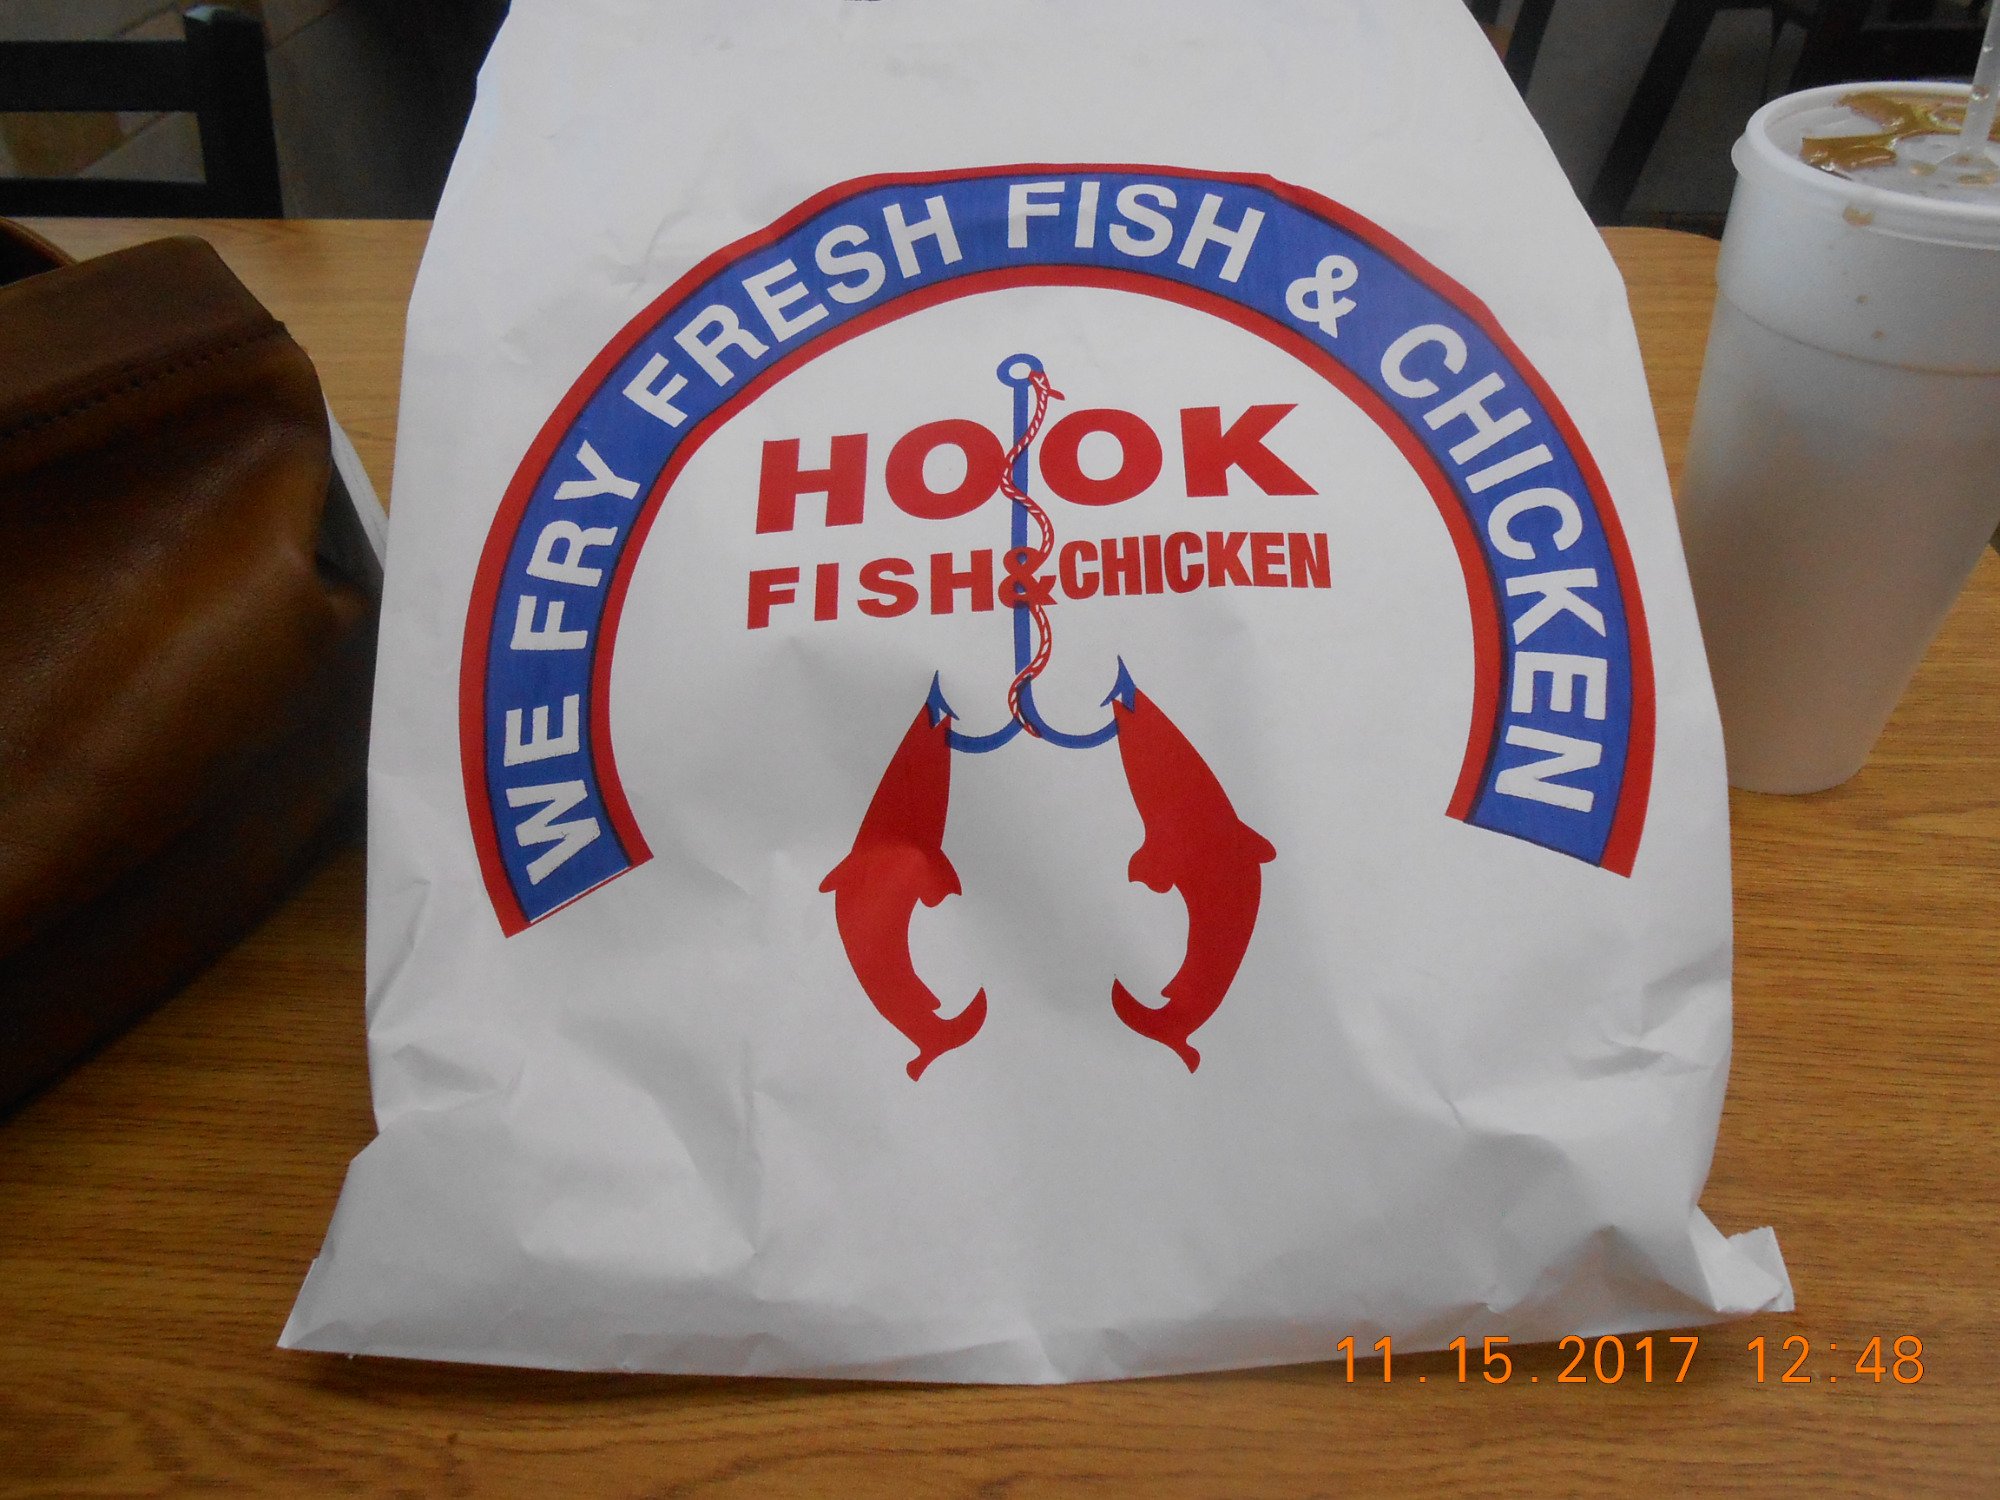 WE FRY FRESH FISH & CHICKEN
HOOK
FISH&CHICKEN
11.15.2017 12:48